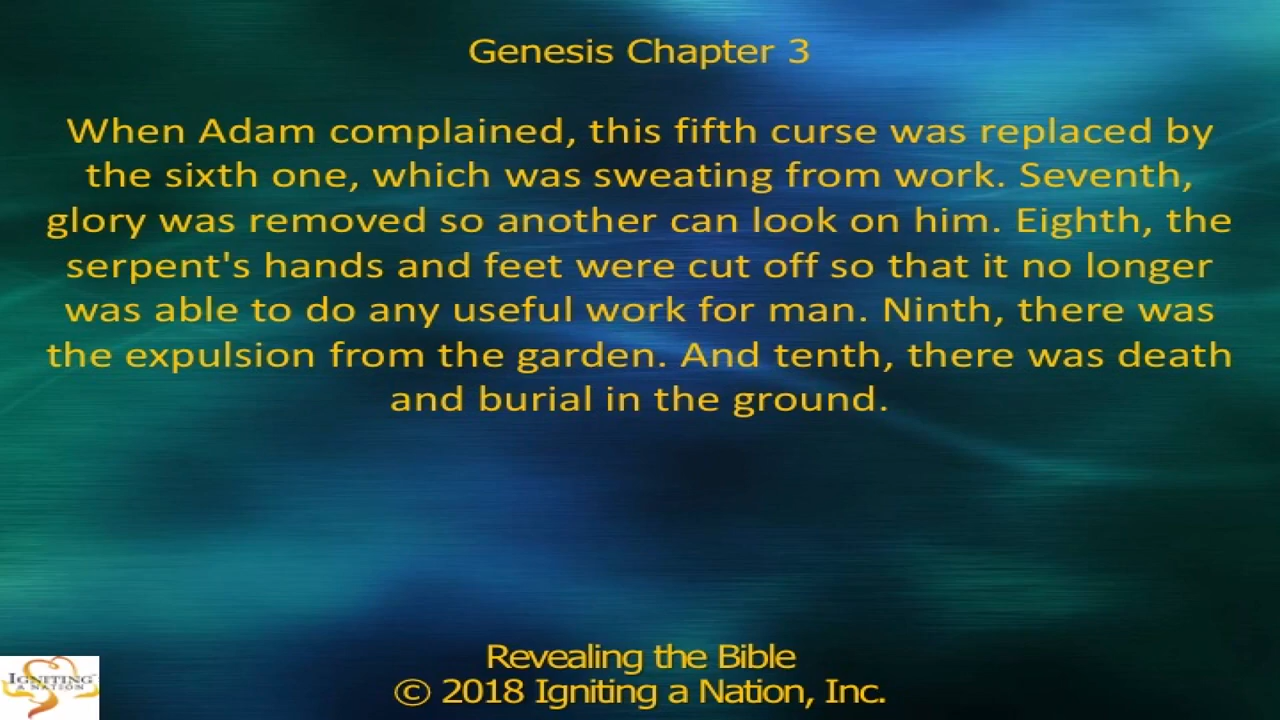 Genesis Chapter 3
When Adam complained, this fifth curse was replaced by
the sixth one, which was sweating from work. Seventh,
glory was removed so another can look on him. Eighth, the
serpent's hands and feet were cut off so that it no longer
was able to do any useful work for man. Ninth, there was
the expulsion from the garden. And tenth, there was death
and burial in the ground.
Revealing the Bible
© 2018 Igniting a Nation, Inc.
IGNITING
A NATION